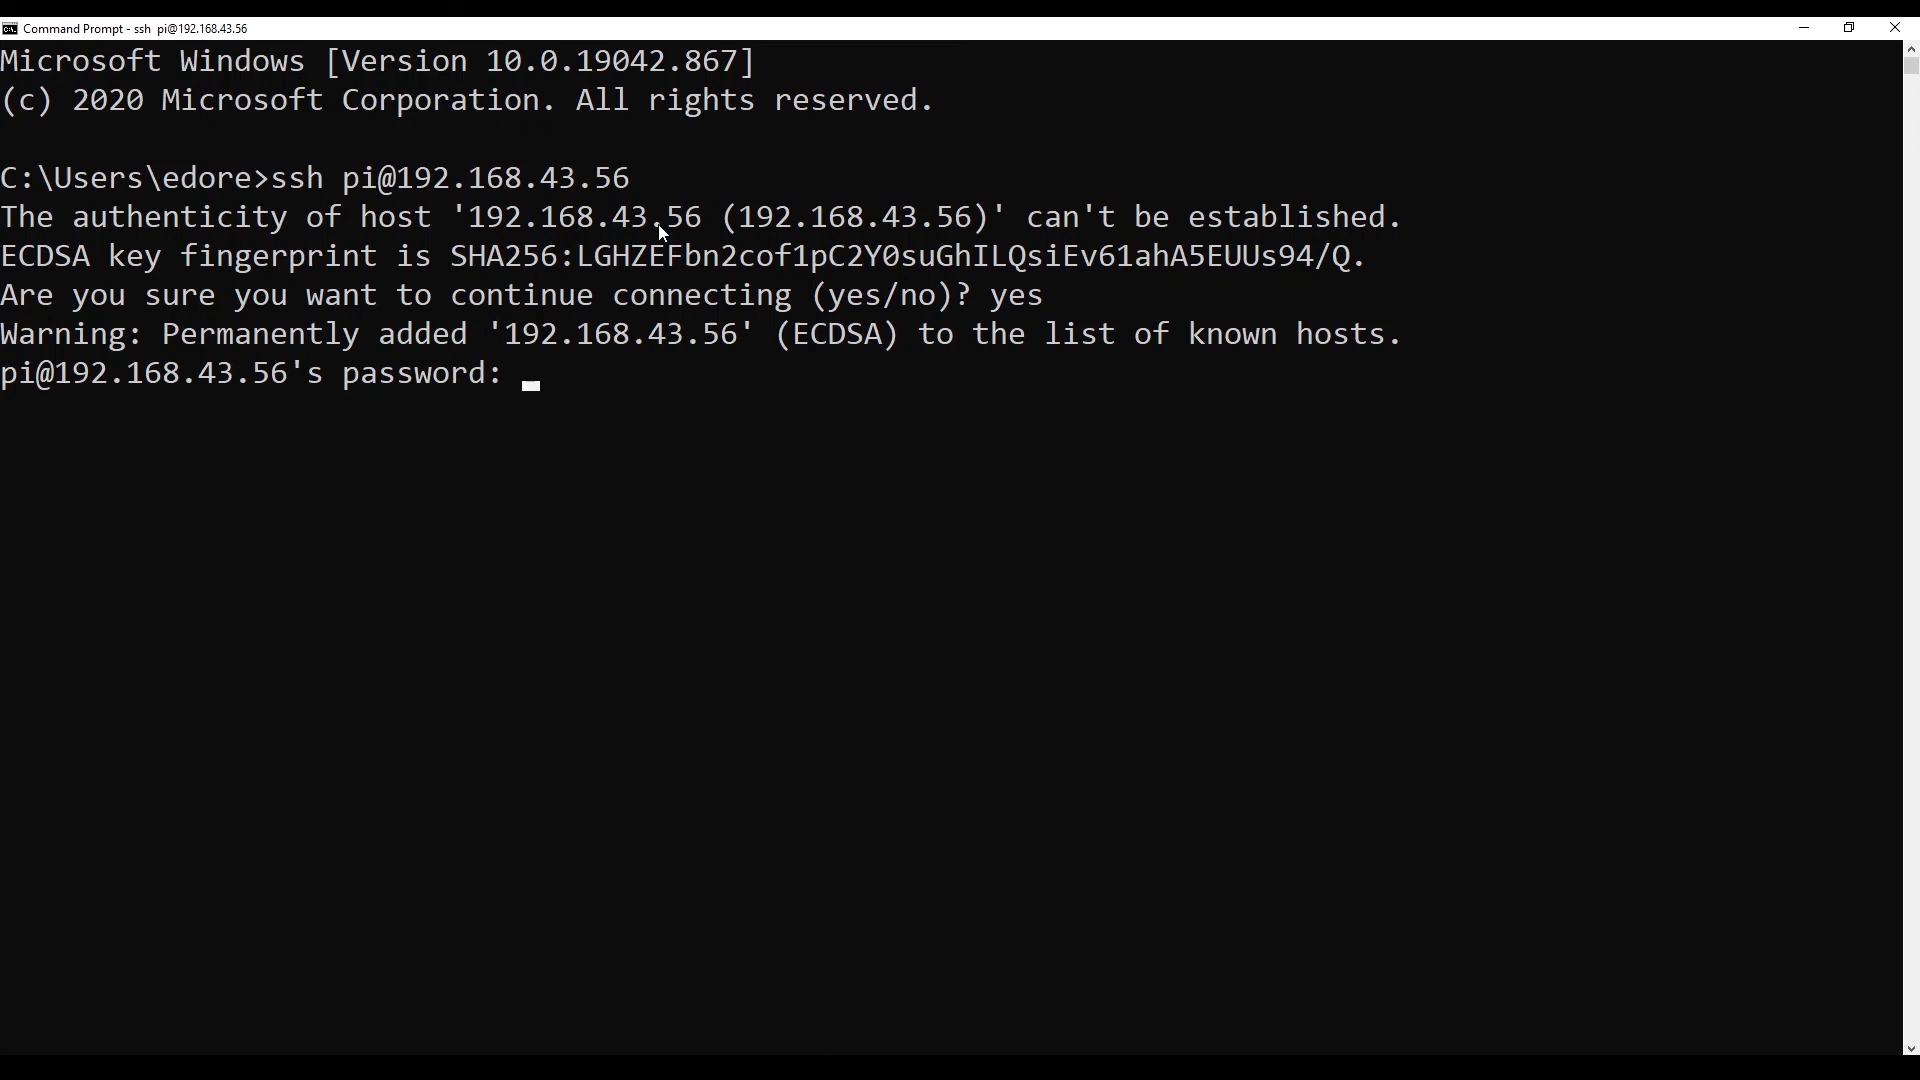 Command Prompt - ssh  pi@192.168.43.56
Microsoft Windows [Version 10.0.19042.867]
(c) 2020 Microsoft Corporation. All rights reserved.
C:\Users\edore>ssh pi@192.168.43.56
The authenticity of host '192.168.43.56 (192.168.43.56)' can't be established.
ECDSA key fingerprint is SHA256:LGHZEFbn2cof1pC2Y0suGhILQsiEv61ahA5EUUs94/Q.
Are you sure you want to continue connecting (yes/no)? yes
Warning: Permanently added '192.168.43.56' (ECDSA) to the list of known hosts.
pi@192.168.43.56's password: